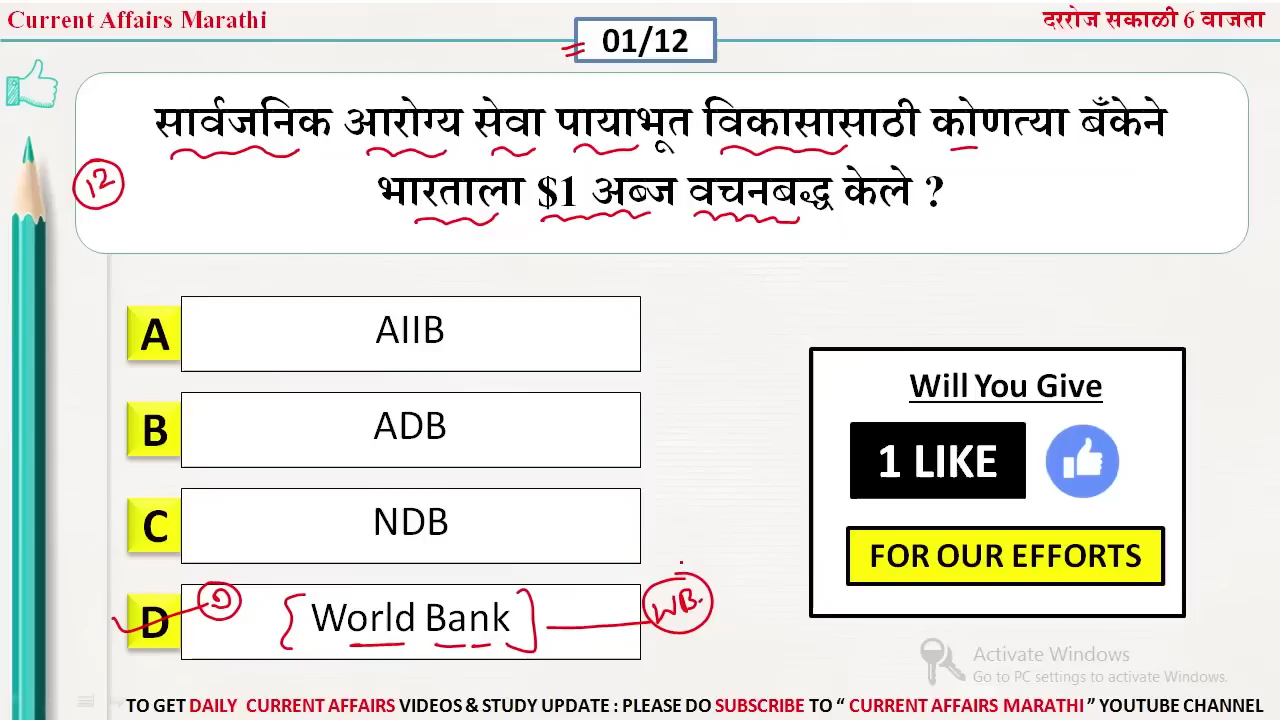 Current Affairs Marathi
दररोज सकाळी 6 वाजता
01/12
सार्वजनिक आरोग्य सेवा पायाभूत विकासासाठी कोणत्या बँकेने
12
भारताला $1 अब्ज वचनबद्ध केले ?
A
AIIB
B
ADB
C
NDB
D
D
World Bank
WB.
Will You Give
1 LIKE
FOR OUR EFFORTS
Activate Windows
Go to PC settings to activate Windows.
TO GET DAILY CURRENT AFFAIRS VIDEOS & STUDY UPDATE : PLEASE DO SUBSCRIBE TO “ CURRENT AFFAIRS MARATHI ” YOUTUBE CHANNEL